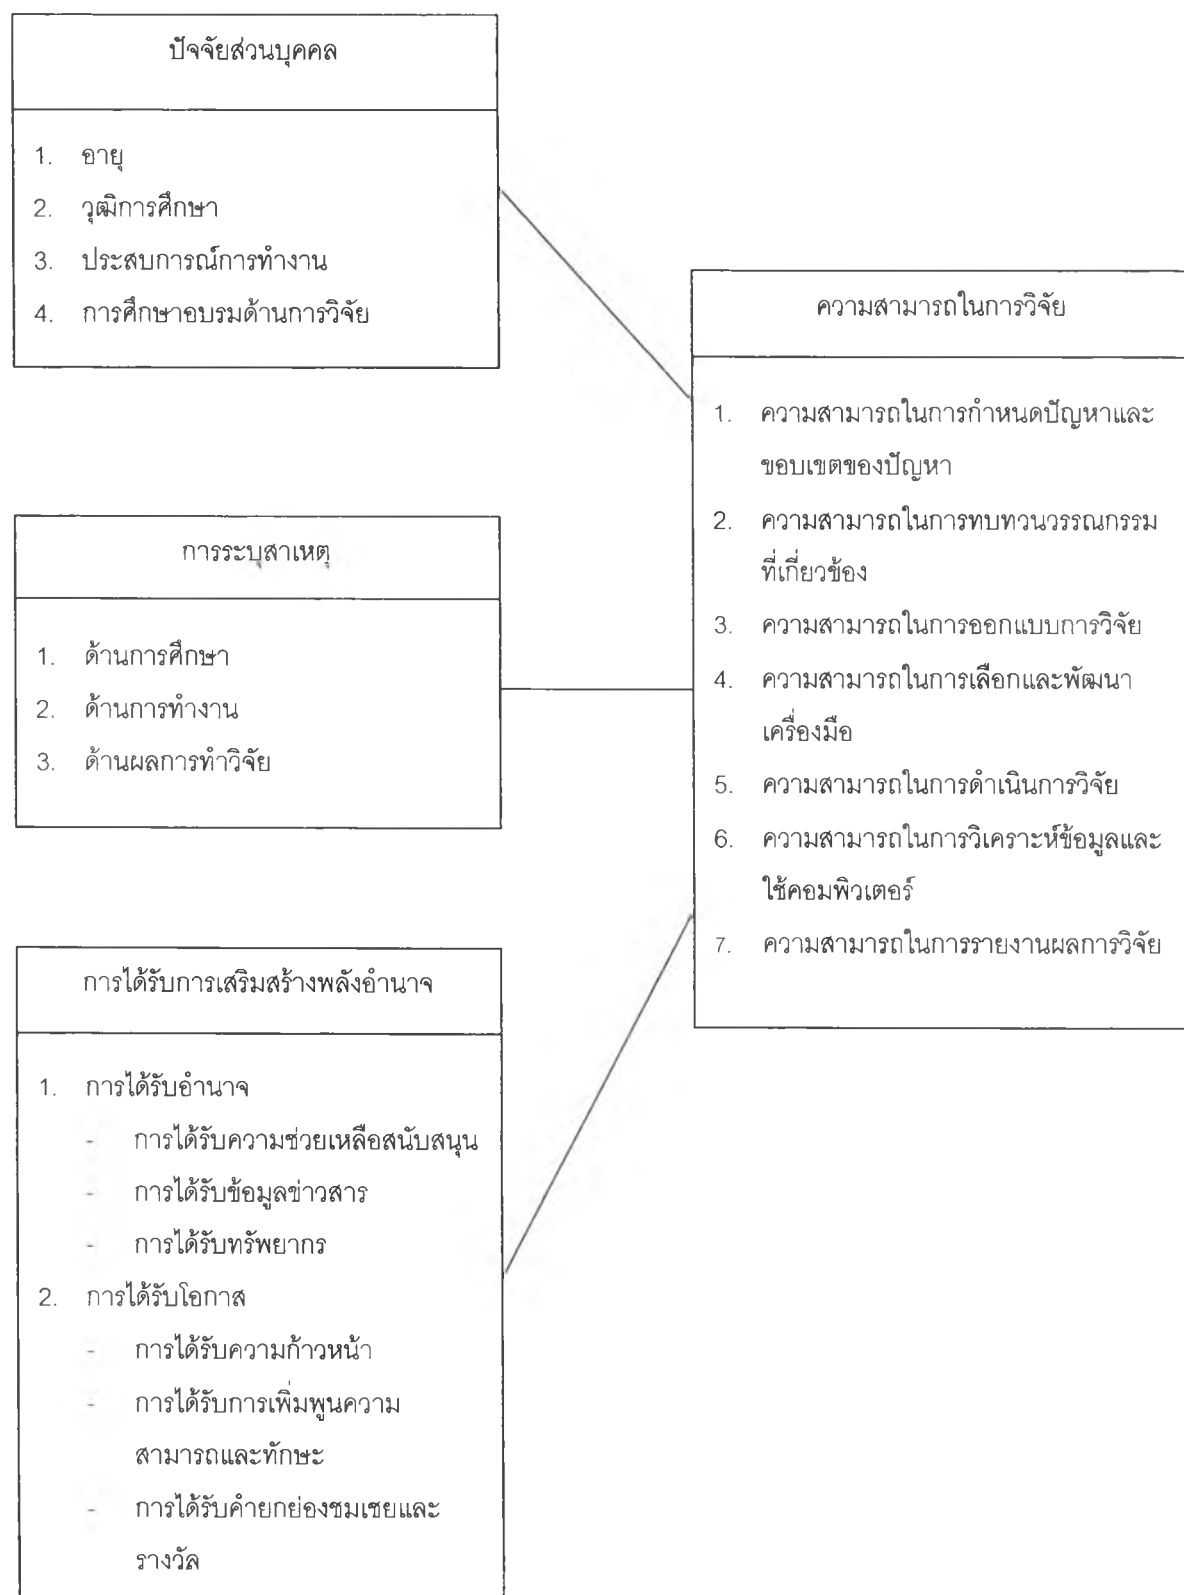 ปัจจัยส่วนบุคคล
1. อายุ
2. วุฒิการศึกษา
3. ประสบการณ์การทำงาน
4. การศึกษาอบรมด้านการวิจัย
การระบุสาเหตุ
1. ด้านการศึกษา
2. ด้านการทำงาน
3. ด้านผลการทำวิจัย
การได้รับการเสริมสร้างพลังอำนาจ
1. การได้รับอำนาจ
- การได้รับความช่วยเหลือสนับสนุน
- การได้รับข้อมูลข่าวสาร
- การได้รับทรัพยากร
2. การได้รับโอกาส
- การได้รับความก้าวหน้า
- การได้รับการเพิ่มพูนความ
สามารถและทักษะ
- การได้รับคำยกย่องชมเชยและ
รางวัล
ความสามารถในการวิจัย
1. ความสามารถในการกำหนดปัญหาและ
ขอบเขตของปัญหา
2. ความสามารถในการทบทวนวรรณกรรม
ที่เกี่ยวข้อง
3. ความสามารถในการออกแบบการวิจัย
4. ความสามารถในการเลือกและพัฒนา
เครื่องมือ
5. ความสามารถในการดำเนินการวิจัย
6. ความสามารถในการวิเคราะห์ข้อมูลและ
ใช้คอมพิวเตอร์
7. ความสามารถในการรายงานผลการวิจัย